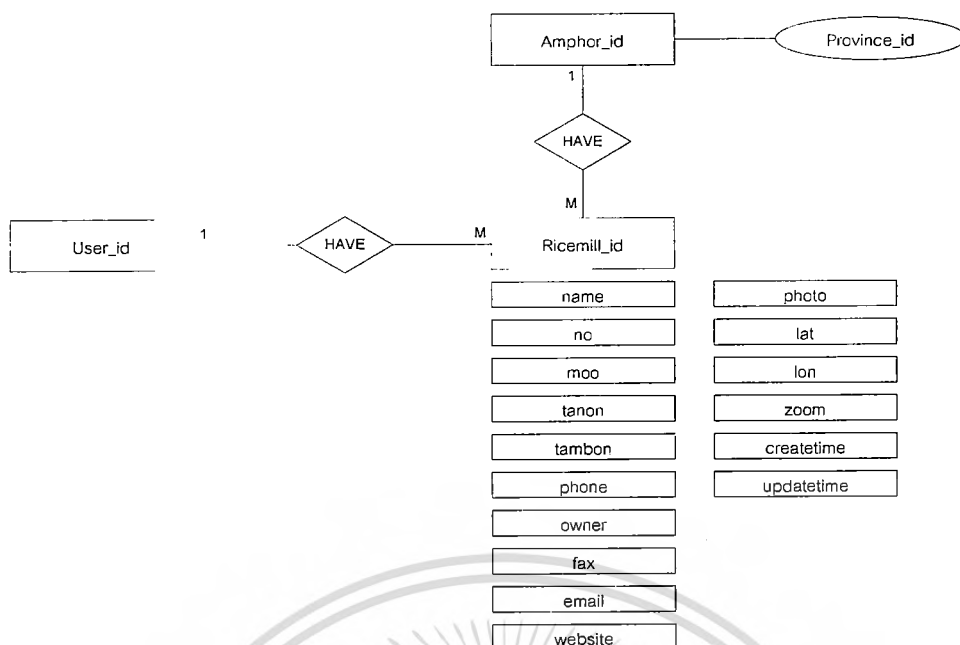 Amphor_id Province_id
1
HAVE
M
User_id 1 HAVE M Ricemill_id
name photo
no lat
moo lon
tanon zoom
tambon createtime
phone updatetime
owner
fax
email
website